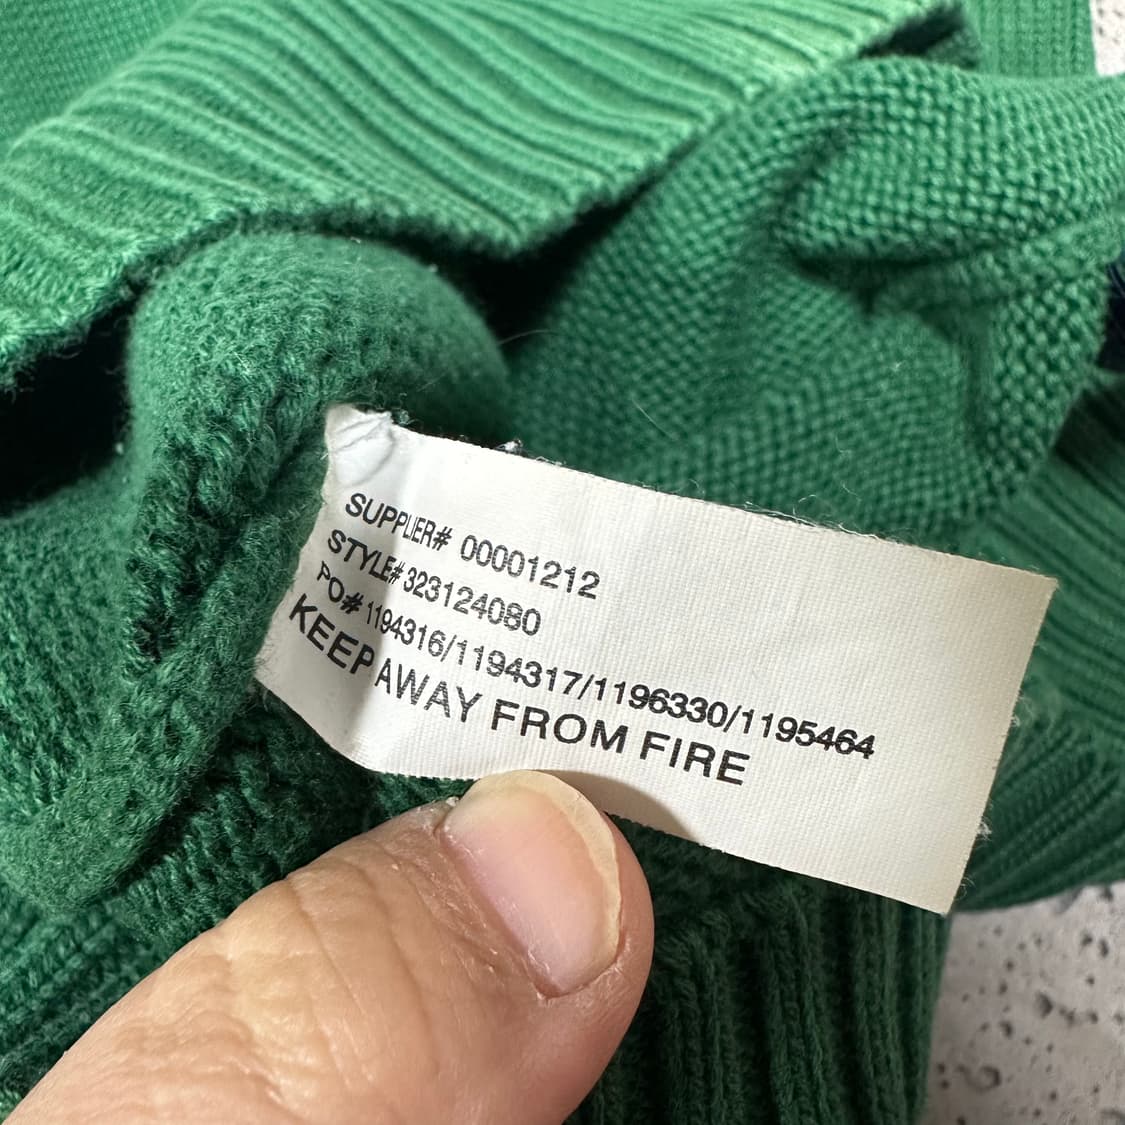 SUPPLIER# 00001212
STYLE# 323124080
PO# 1194316/1194317/1196330/1195464
KEEP AWAY FROM FIRE